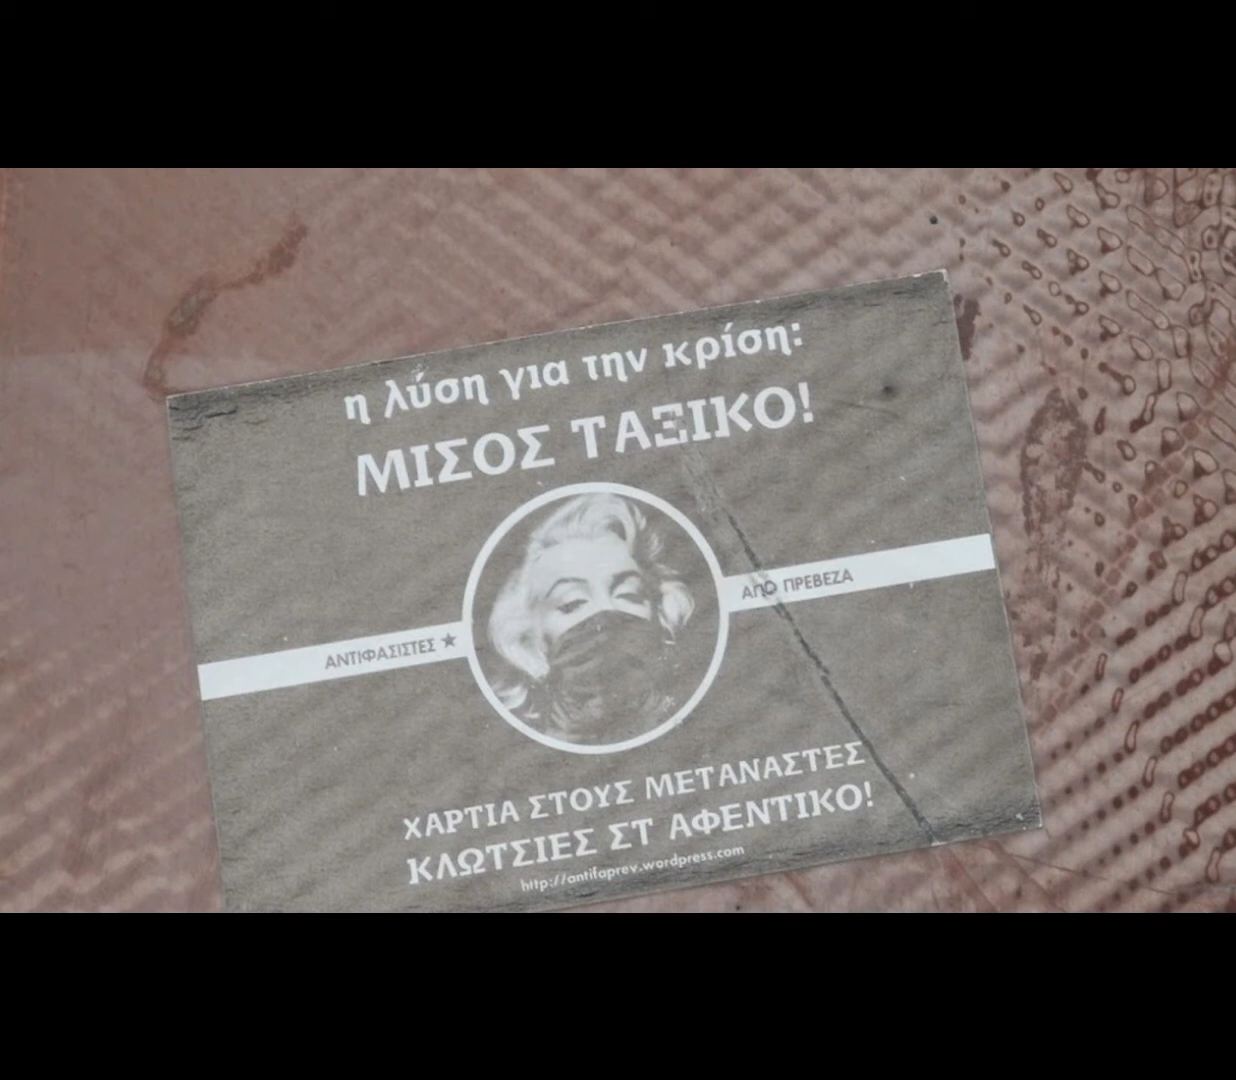 η λύση για την κρίση:
ΜΙΣΟΣ ΤΑΞΙΚΟ!
ΑΝΤΙΦΑΣΙΣΤΕΣ ★
ΑΠΟ ΠΡΕΒΕΖΑ
ΧΑΡΤΙΑ ΣΤΟΥΣ ΜΕΤΑΝΑΣΤΕΣ
ΚΛΩΤΣΙΕΣ ΣΤ ΑΦΕΝΤΙΚΟ!
http://antifaprev.wordpress.com